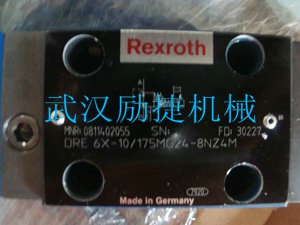 Rexroth
武汉励捷机械
MNR: 0811402055 SN: FD: 30227
DRE 6X-10/175MG24-8NZ4M
Made in Germany